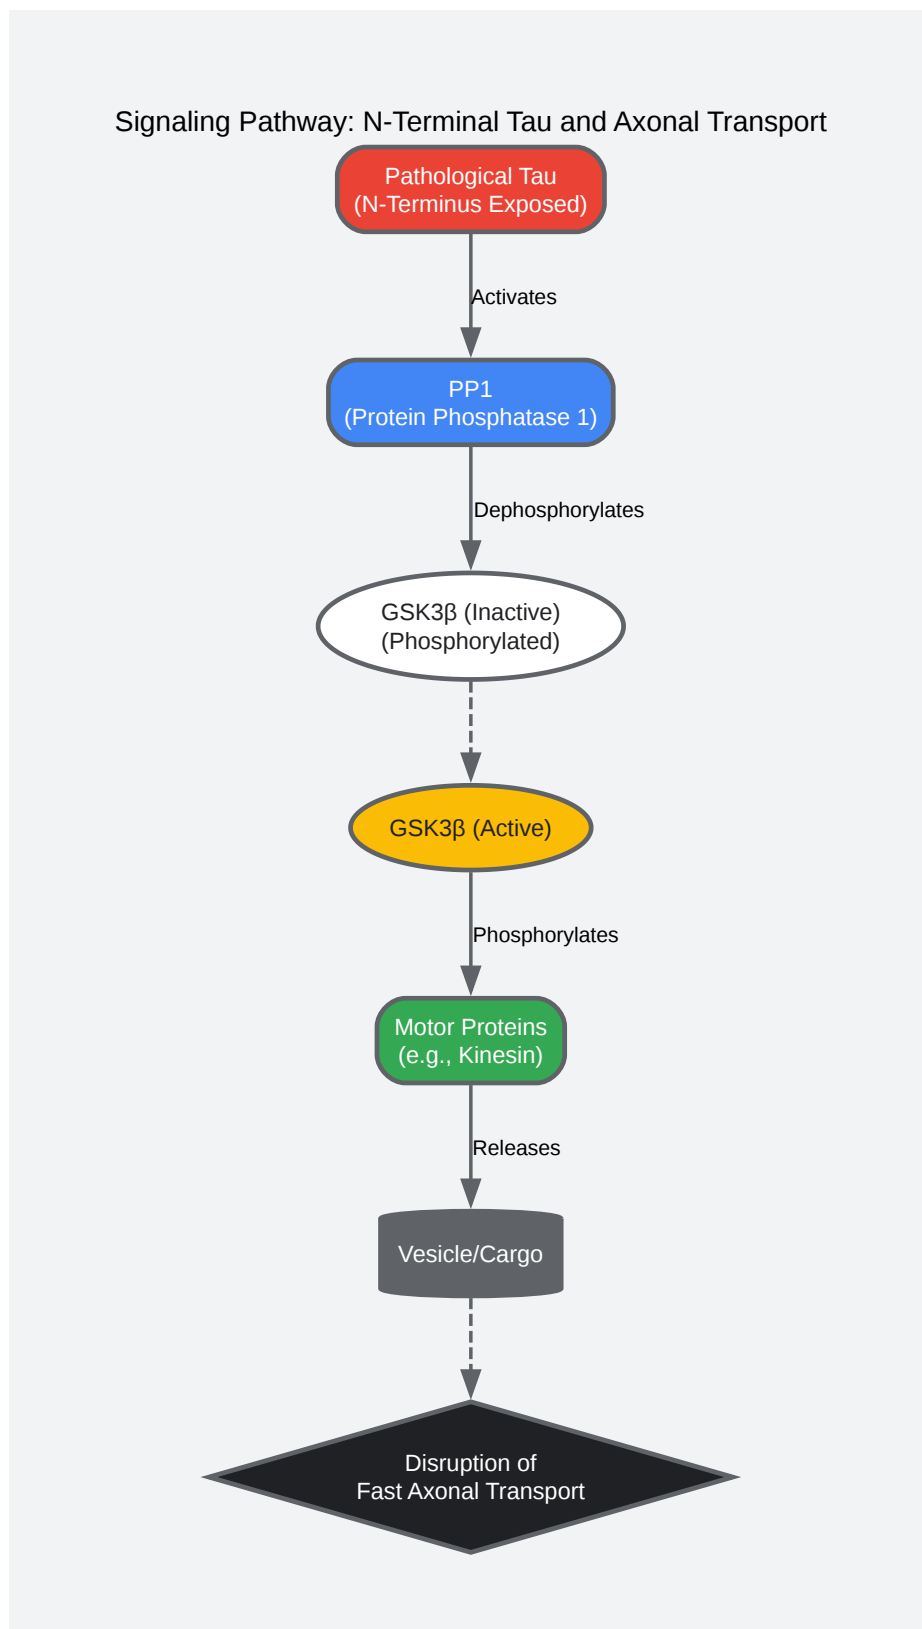 Signaling Pathway: N-Terminal Tau and Axonal Transport
Pathological Tau
(N-Terminus Exposed)
Activates
PP1
(Protein Phosphatase 1)
Dephosphorylates
GSK3β (Inactive)
(Phosphorylated)
GSK3β (Active)
Phosphorylates
Motor Proteins
(e.g., Kinesin)
Releases
Vesicle/Cargo
Disruption of
Fast Axonal Transport